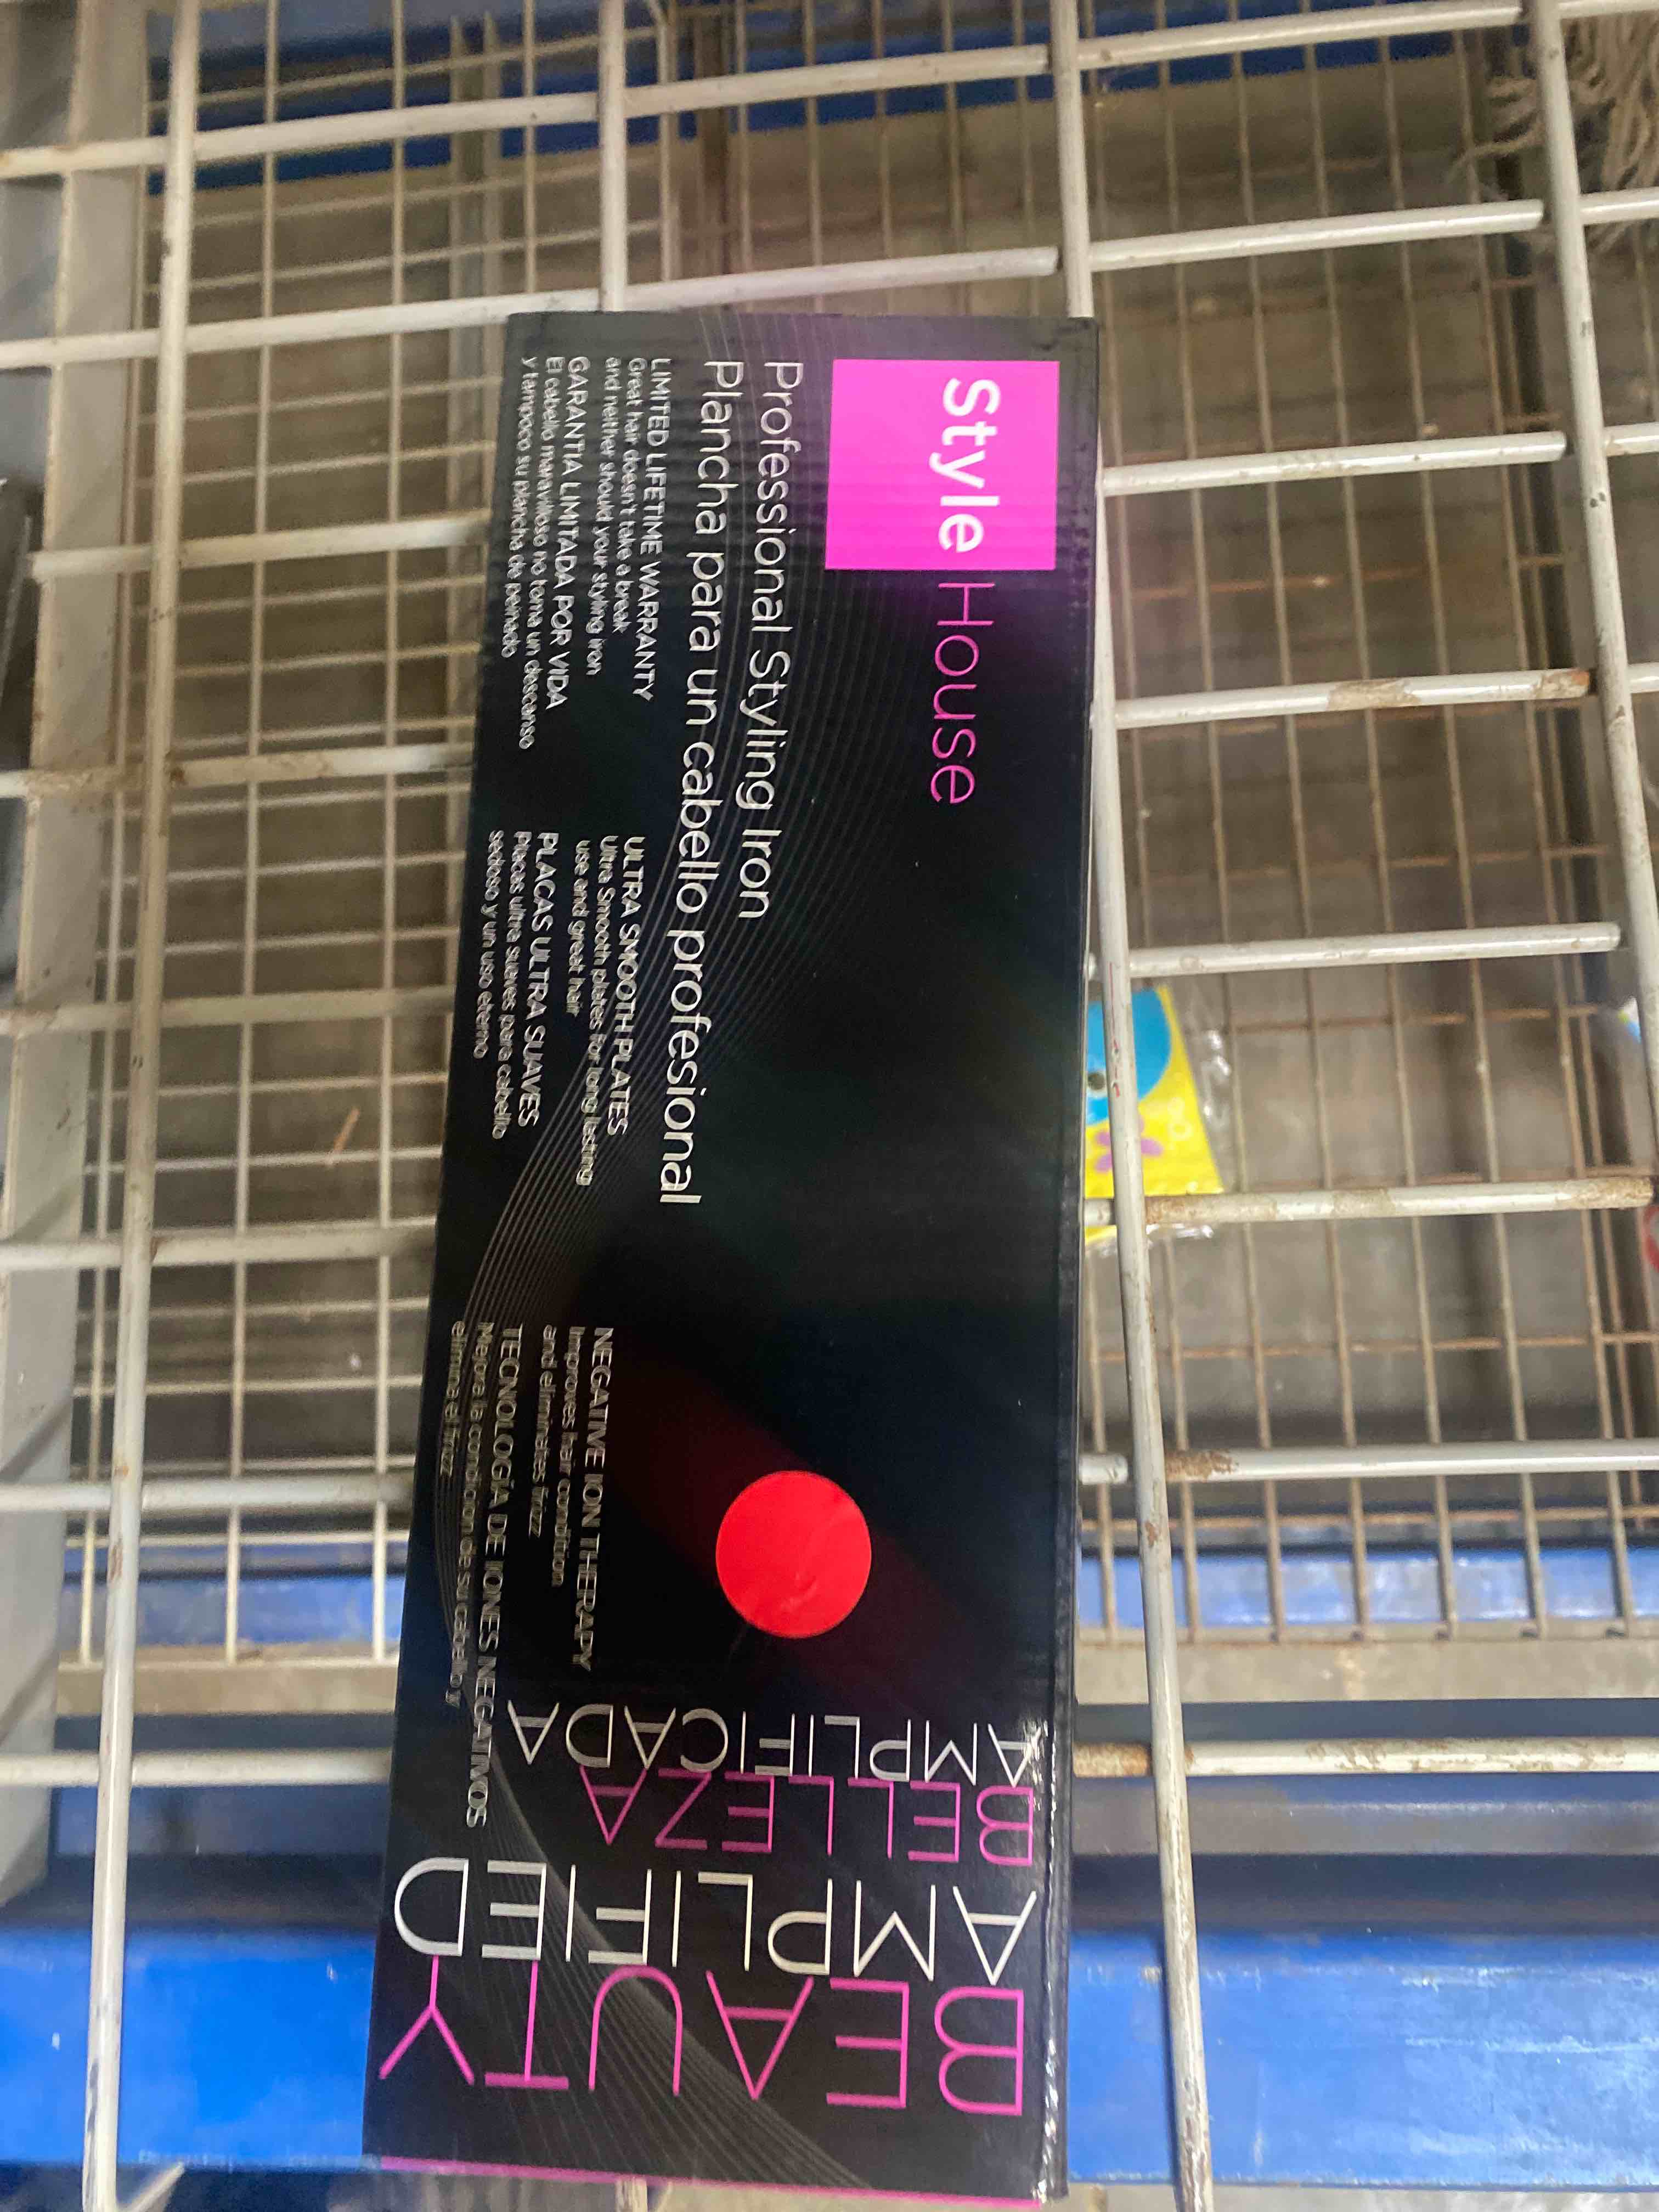 Style House
Professional Styling Iron
Plancha para un cabello profesional
LIMITED LIFETIME WARRANTY
Great hair doesn't take a break
and neither should your styling iron
GARANTIA LIMITADA POR VIDA
El cabello maravilloso no toma un descanso
y tampoco su plancha de peinado
ULTRA SMOOTH PLATES
Ultra Smooth plates for long lasting
use and great hair
PLACAS ULTRA SUAVES
Placas ultra suaves para cabello
sedoso y un uso eterno
NEGATIVE ION THERAPY
Improves hair condition
and eliminates frizz
TECNOLOGÍA DE IONES NEGATIVOS
Mejora la condicion de su cabello y
elimina el frizz
BEAUTY
AMPLIFIED
BELLEZA
AMPLIFICADA